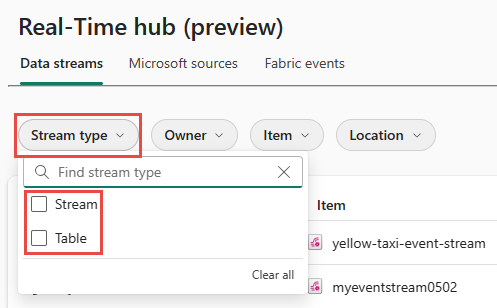 Real-Time hub (preview)
Data streams Microsoft sources Fabric events
Stream type Owner Item Location
Find stream type
Stream
Table
Clear all
Item
yellow-taxi-event-stream
myeventstream0502